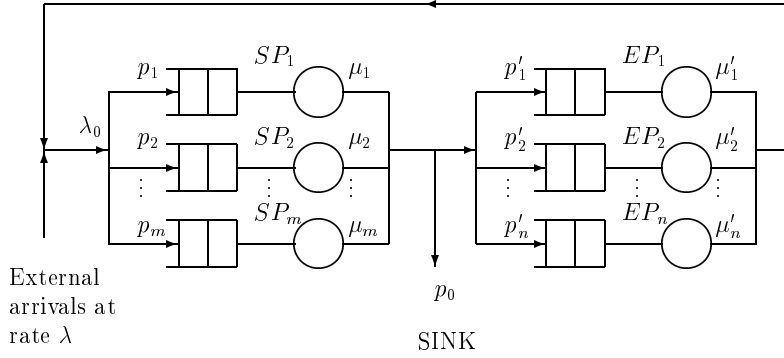 p₁ SP₁ μ₁ p′₁ EP₁ μ′₁
λ₀
p₂ SP₂ μ₂ p′₂ EP₂ μ′₂
pₘ SPₘ μₘ p′ₙ EPₙ μ′ₙ
External
arrivals at
rate λ
p₀
SINK